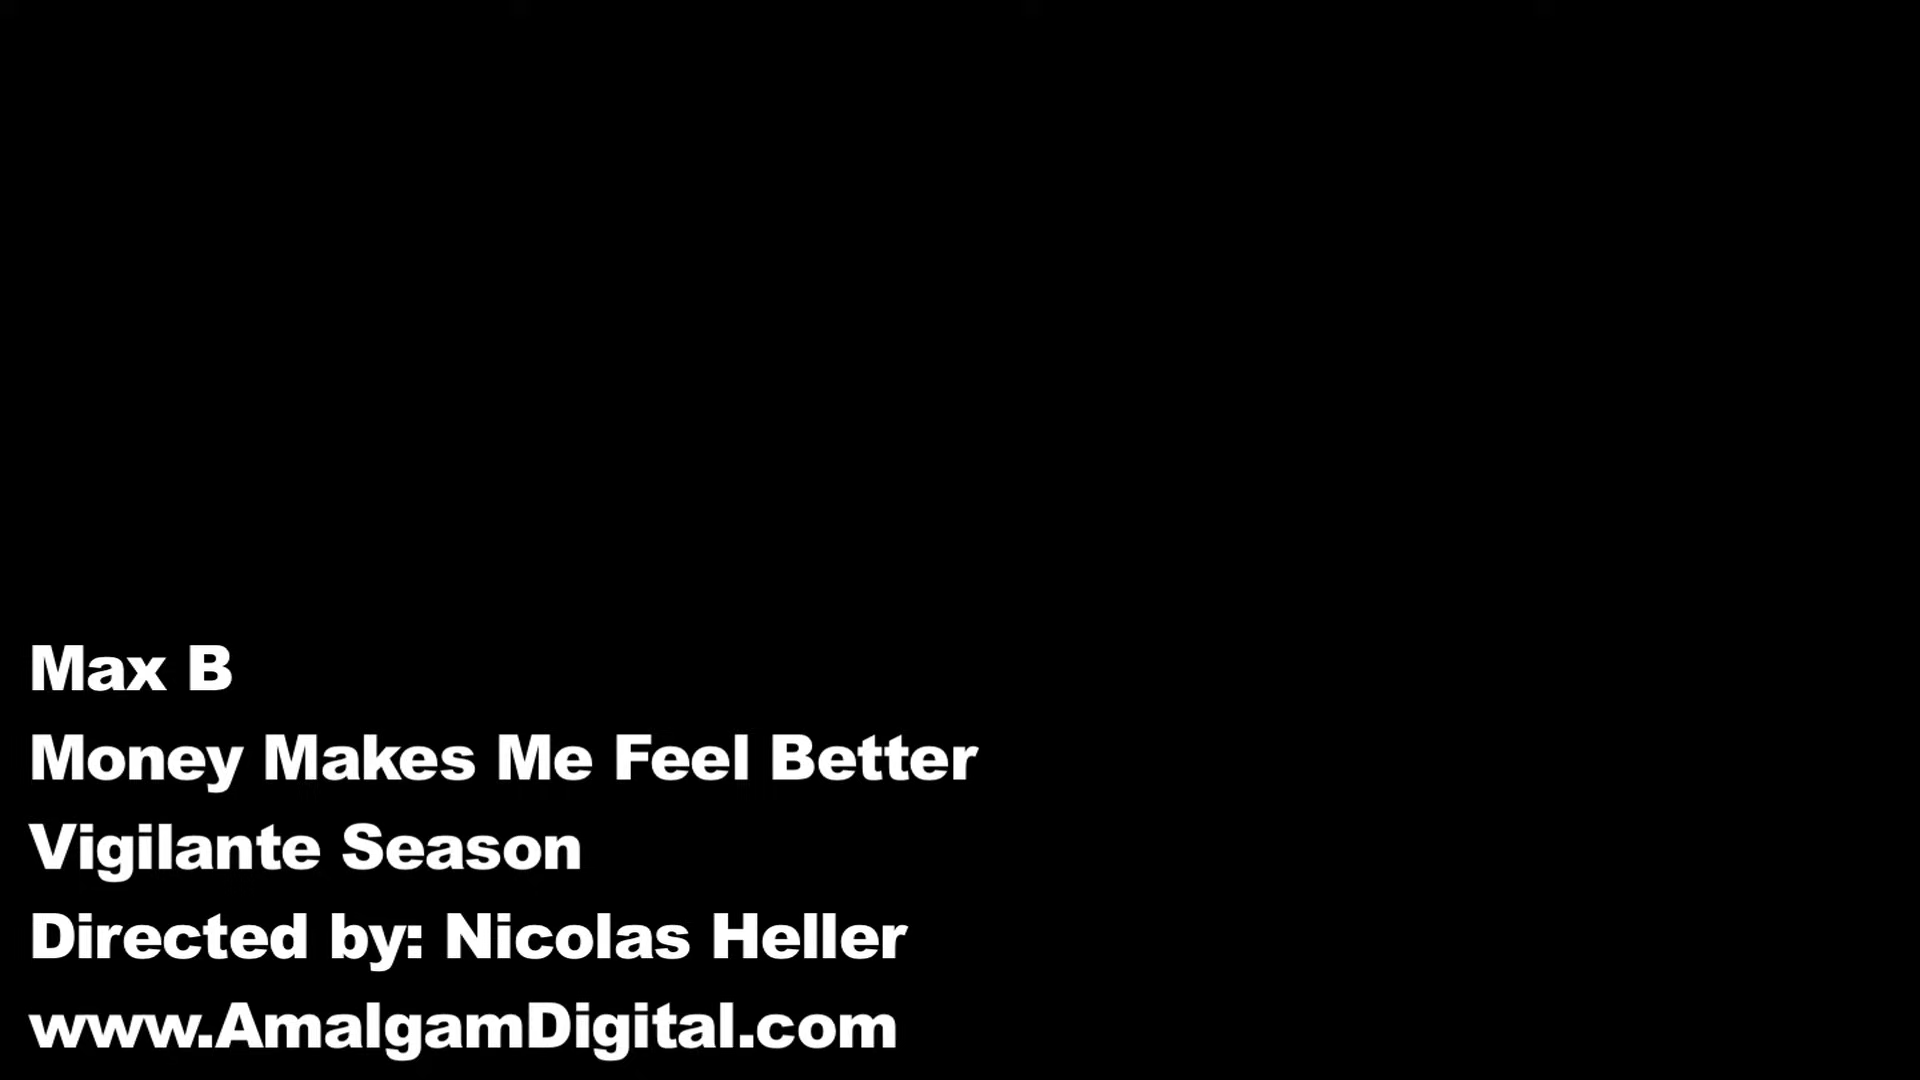 Max B
Money Makes Me Feel Better
Vigilante Season
Directed by: Nicolas Heller
www.AmalgamDigital.com